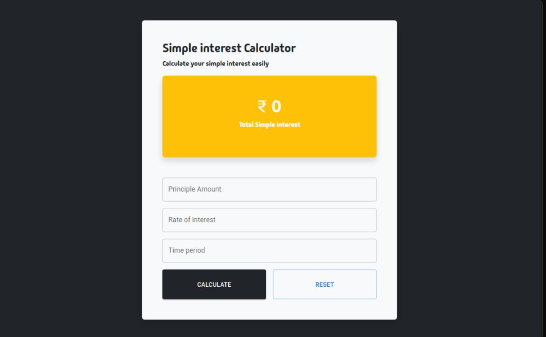 Simple interest Calculator
Calculate your simple interest easily
₹ 0
Total Simple Interest
Principle Amount
Rate of Interest
Time period
CALCULATE
RESET